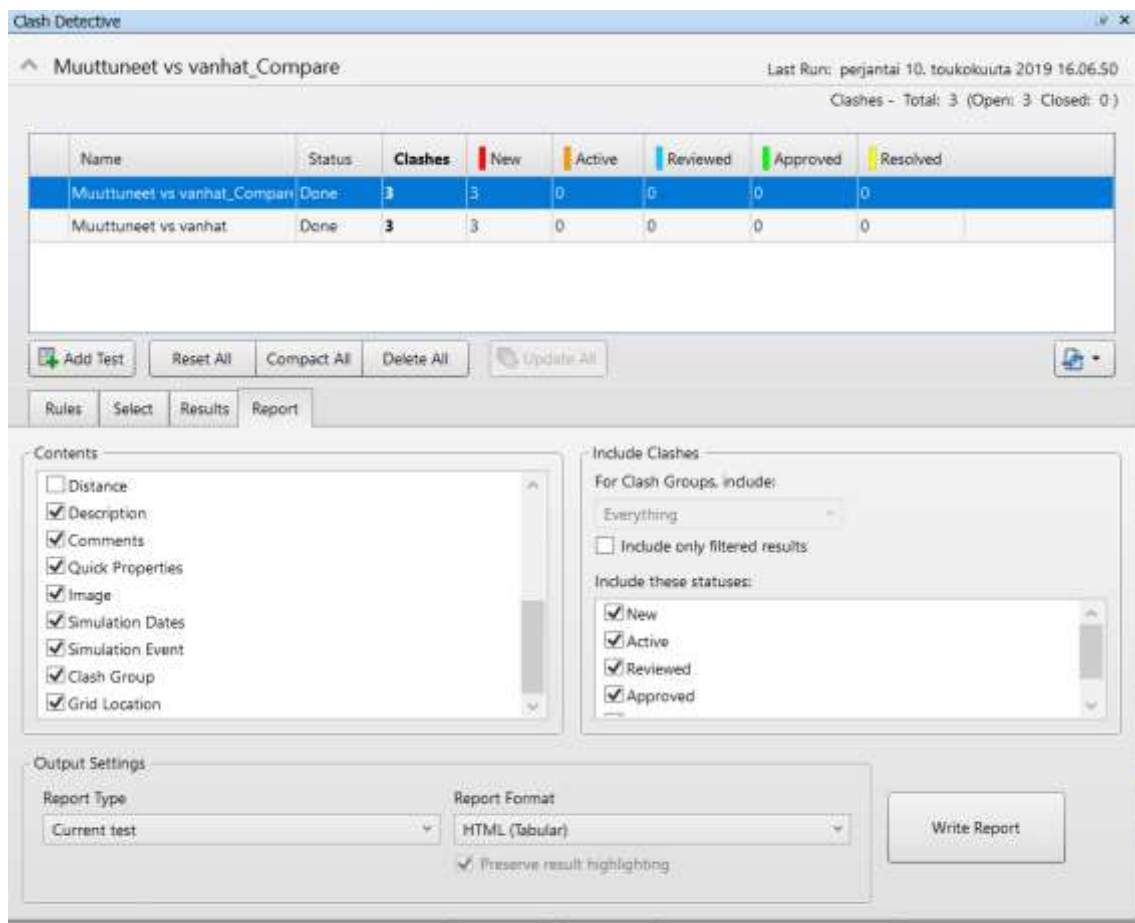 Clash Detective
Muuttuneet vs vanhat_Compare
Last Run: perjantai 10. toukokuuta 2019 16.06.50
Clashes - Total: 3 (Open: 3 Closed: 0 )
Name Status Clashes New Active Reviewed Approved Resolved
Muuttuneet vs vanhat_Compare Done 3 3 0 0 0 0
Muuttuneet vs vanhat Done 3 3 0 0 0 0
Add Test Reset All Compact All Delete All Update All
Rules Select Results Report
Contents
Distance
Description
Comments
Quick Properties
Image
Simulation Dates
Simulation Event
Clash Group
Grid Location
Include Clashes
For Clash Groups, include:
Everything
Include only filtered results
Include these statuses:
New
Active
Reviewed
Approved
Output Settings
Report Type
Current test
Report Format
HTML (Tabular)
Preserve result highlighting
Write Report